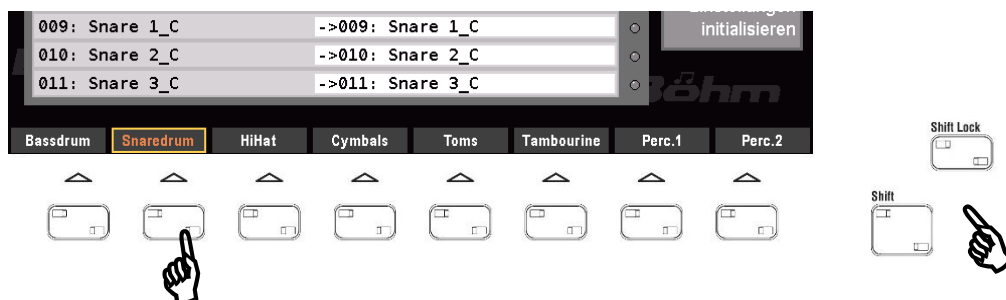 Einstellungen
009: Snare 1_C ->009: Snare 1_C
initialisieren
010: Snare 2_C ->010: Snare 2_C
011: Snare 3_C ->011: Snare 3_C
Böhm
Bassdrum Snaredrum HiHat Cymbals Toms Tambourine Perc.1 Perc.2
Shift Lock
Shift